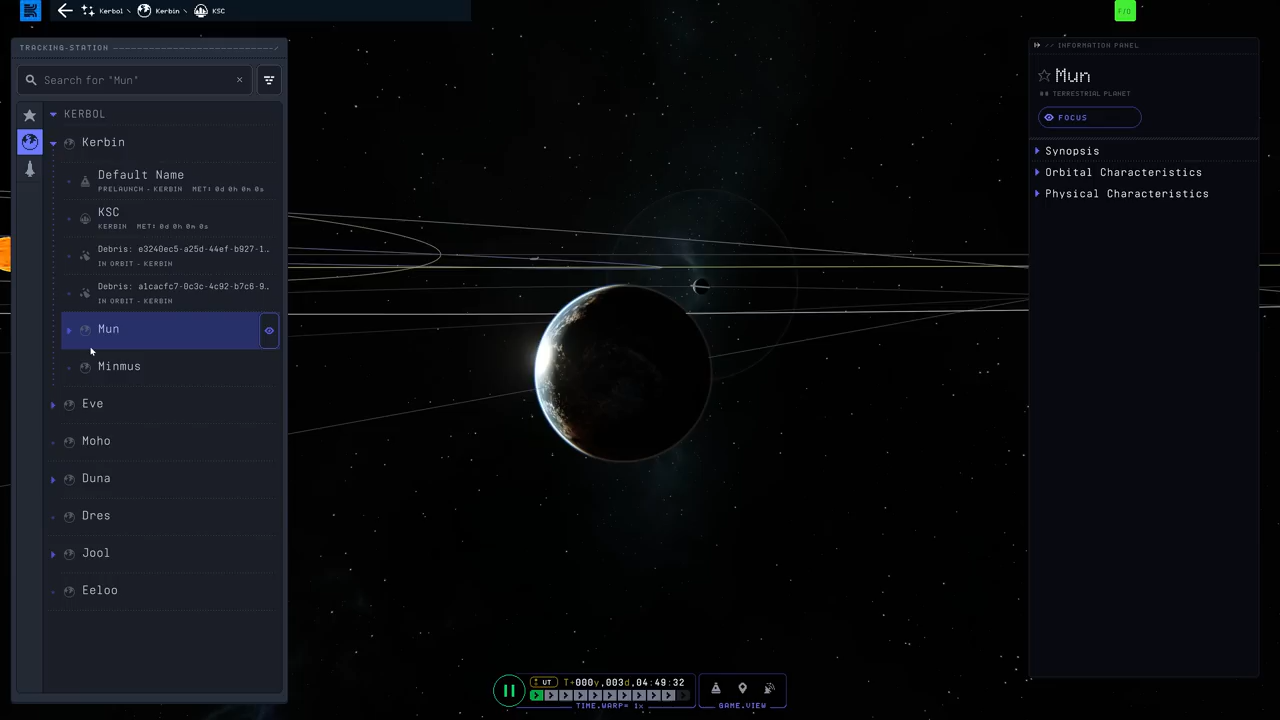 Kerbol
Kerbin
KSC
F/O
TRACKING-STATION
Search for "Mun"
KERBOL
Kerbin
Default Name
PRELAUNCH - KERBIN MET: 0d 0h 0m 0s
KSC
KERBIN MET: 0d 0h 0m 0s
Debris: e3240ec5-a25d-44ef-b927-1..
IN ORBIT - KERBIN
Debris: a1cacfc7-0c3c-4c92-b7c6-9..
IN ORBIT - KERBIN
Mun
Minmus
Eve
Moho
Duna
Dres
Jool
Eeloo
// INFORMATION PANEL
Mun
TERRESTRIAL PLANET
FOCUS
Synopsis
Orbital Characteristics
Physical Characteristics
UT T+000y,003d,04:49:32
TIME.WARP= 1x
GAME.VIEW